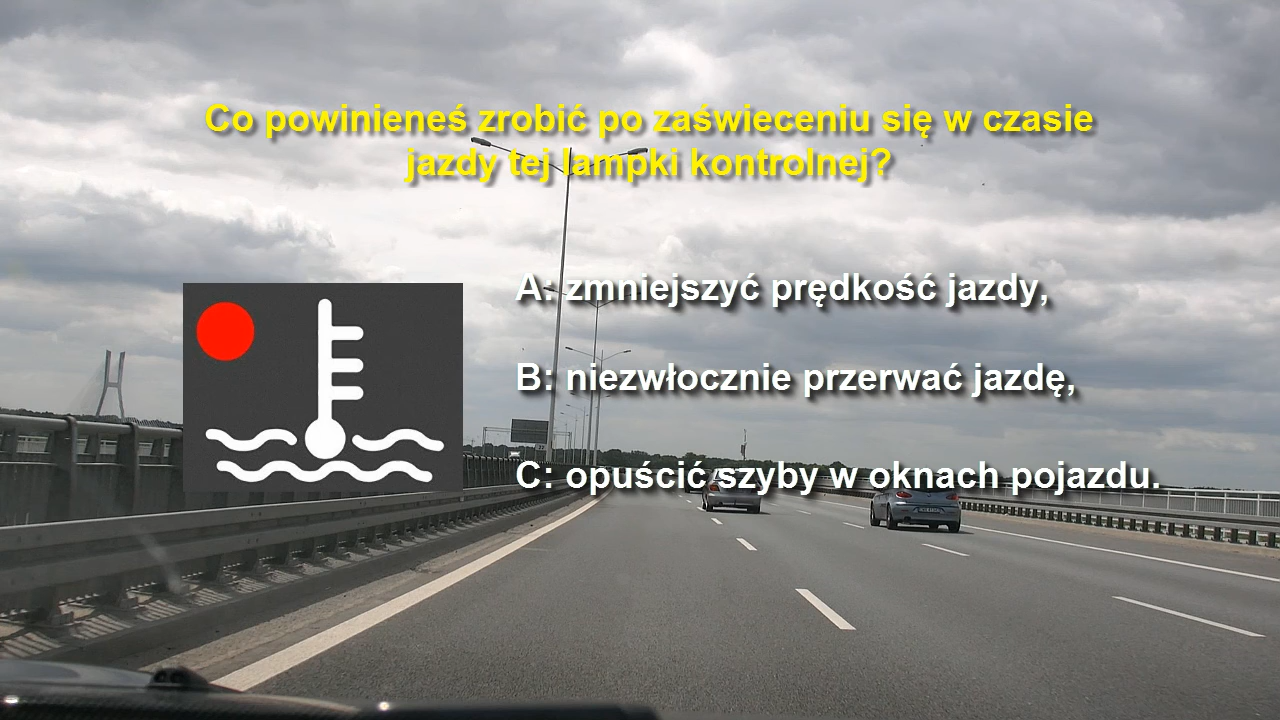 Co powinieneś zrobić po zaświeceniu się w czasie
jazdy tej lampki kontrolnej?
A: zmniejszyć prędkość jazdy,
B: niezwłocznie przerwać jazdę,
C: opuścić szyby w oknach pojazdu.